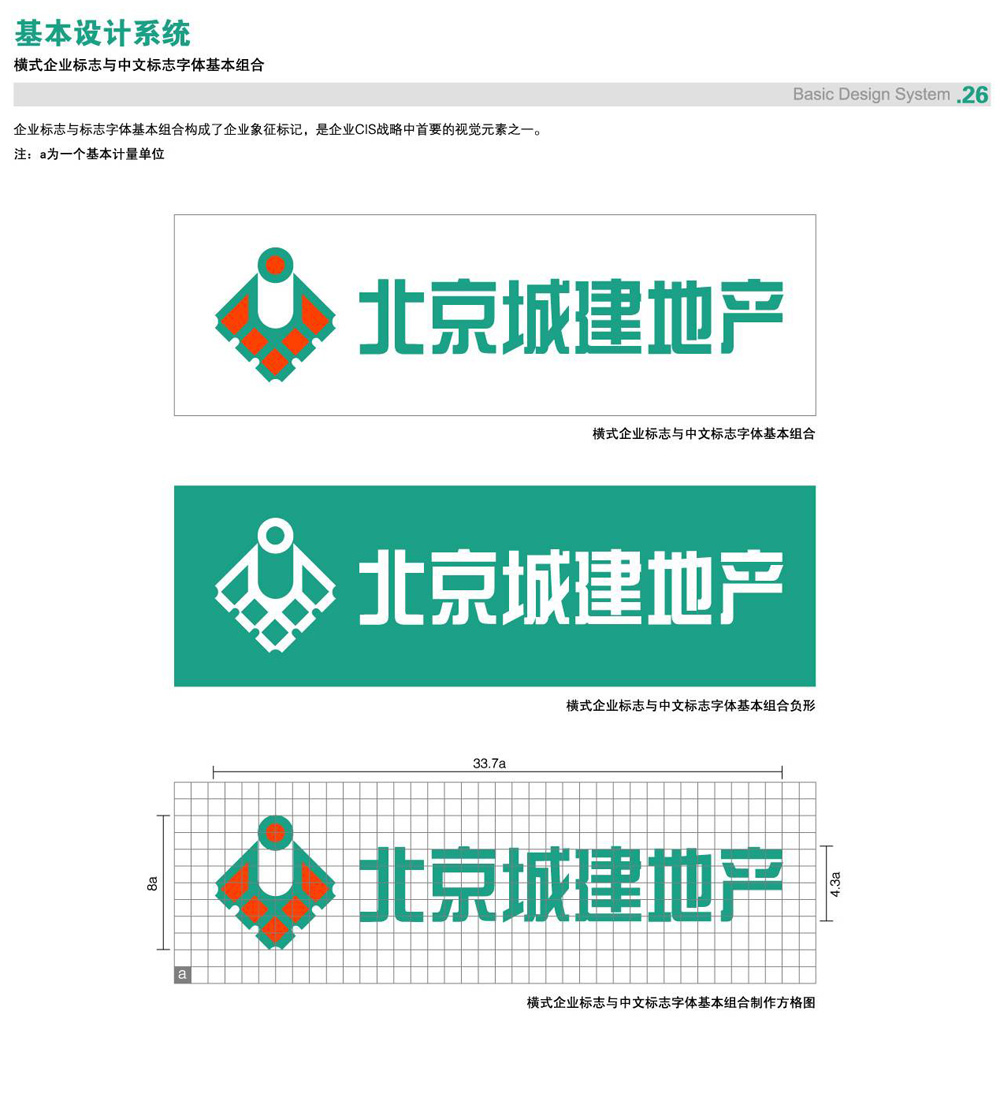 基本设计系统
横式企业标志与中文标志字体基本组合
Basic Design System .26
企业标志与标志字体基本组合构成了企业象征标记，是企业CIS战略中首要的视觉元素之一。
注：a为一个基本计量单位
北京城建地产
横式企业标志与中文标志字体基本组合
北京城建地产
横式企业标志与中文标志字体基本组合负形
33.7a
8a
北京城建地产
4.3a
a
横式企业标志与中文标志字体基本组合制作方格图